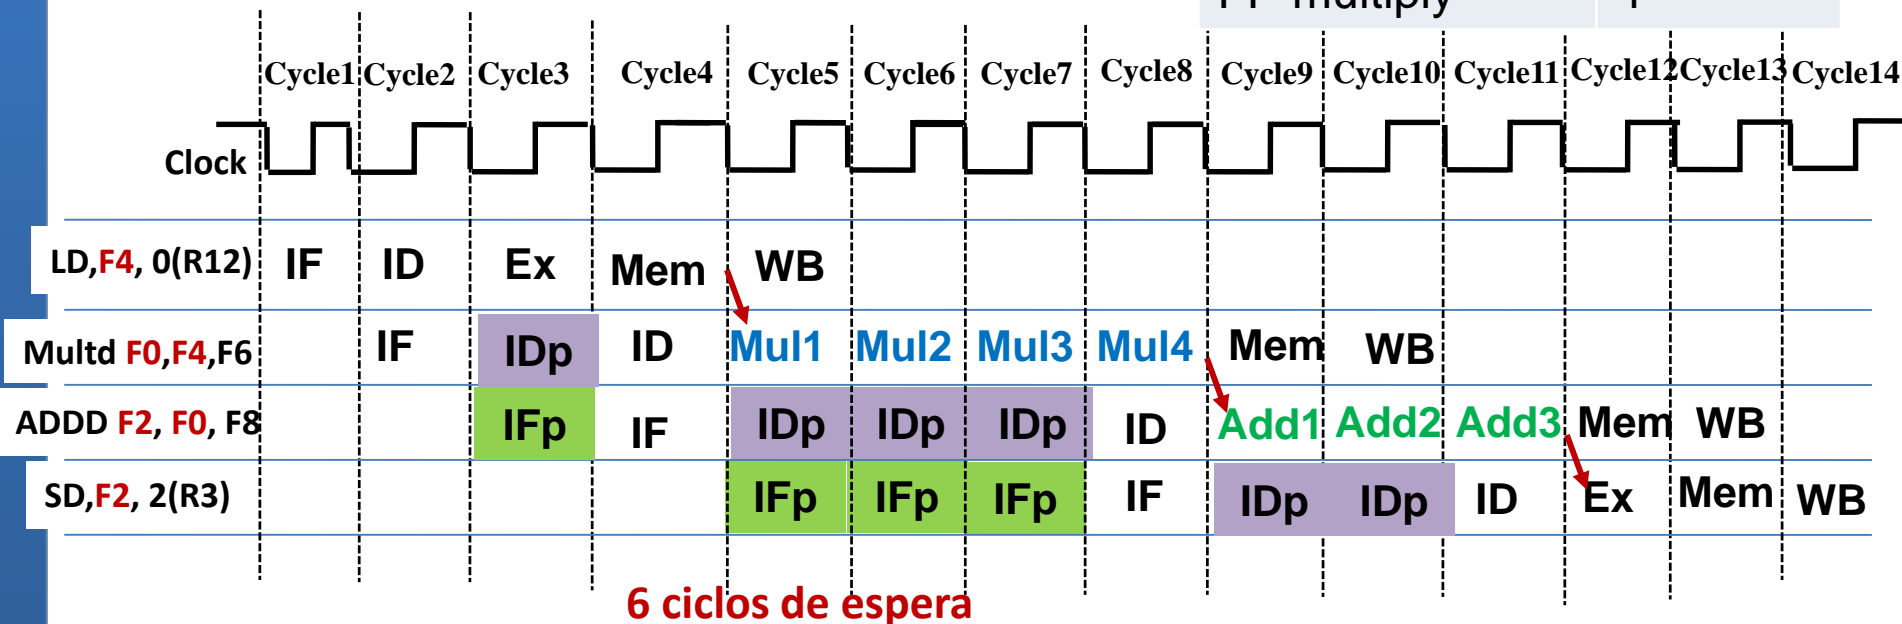 Cycle1 Cycle2 Cycle3 Cycle4 Cycle5 Cycle6 Cycle7 Cycle8 Cycle9 Cycle10 Cycle11 Cycle12 Cycle13 Cycle14
Clock
LD,F4, 0(R12) IF ID Ex Mem WB
Multd F0,F4,F6 IF IDp ID Mul1 Mul2 Mul3 Mul4 Mem WB
ADDD F2, F0, F8 IFp IF IDp IDp IDp ID Add1 Add2 Add3 Mem WB
SD,F2, 2(R3) IFp IFp IFp IF IDp IDp ID Ex Mem WB
6 ciclos de espera